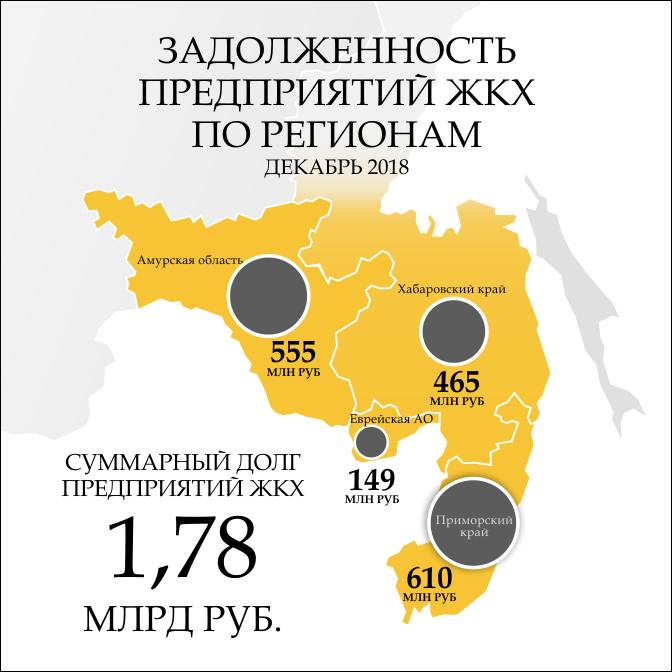 ЗАДОЛЖЕННОСТЬ
ПРЕДПРИЯТИЙ ЖКХ
ПО РЕГИОНАМ
ДЕКАБРЬ 2018
Амурская область
555
МЛН РУБ
Хабаровский край
465
МЛН РУБ
Еврейская АО
149
МЛН РУБ
Приморский
край
610
МЛН РУБ
СУММАРНЫЙ ДОЛГ
ПРЕДПРИЯТИЙ ЖКХ
1,78
МЛРД РУБ.